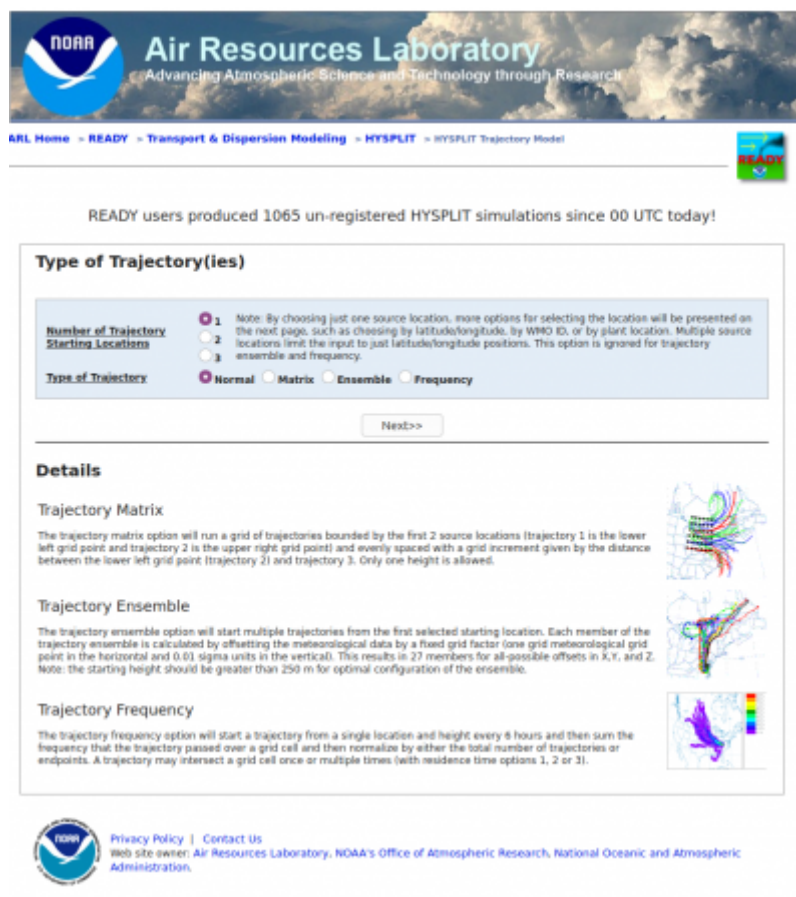 NOAA
Air Resources Laboratory
Advancing Atmospheric Science and Technology through Research
ARL Home > READY > Transport & Dispersion Modeling > HYSPLIT > HYSPLIT Trajectory Model
READY
READY users produced 1065 un-registered HYSPLIT simulations since 00 UTC today!
Type of Trajectory(ies)
Number of Trajectory
Starting Locations
1
2
3
Note: By choosing just one source location, more options for selecting the location will be presented on
the next page, such as choosing by latitude/longitude, by WMO ID, or by plant location. Multiple source
locations limit the input to just latitude/longitude positions. This option is ignored for trajectory
ensemble and frequency.
Type of Trajectory
Normal Matrix Ensemble Frequency
Next>>
Details
Trajectory Matrix
The trajectory matrix option will run a grid of trajectories bounded by the first 2 source locations (trajectory 1 is the lower
left grid point and trajectory 2 is the upper right grid point) and evenly spaced with a grid increment given by the distance
between the lower left grid point (trajectory 2) and trajectory 3. Only one height is allowed.
Trajectory Ensemble
The trajectory ensemble option will start multiple trajectories from the first selected starting location. Each member of the
trajectory ensemble is calculated by offsetting the meteorological data by a fixed grid factor (one grid meteorological grid
point in the horizontal and 0.01 sigma units in the vertical). This results in 27 members for all-possible offsets in X,Y, and Z.
Note: the starting height should be greater than 250 m for optimal configuration of the ensemble.
Trajectory Frequency
The trajectory frequency option will start a trajectory from a single location and height every 6 hours and then sum the
frequency that the trajectory passed over a grid cell and then normalize by either the total number of trajectories or
endpoints. A trajectory may intersect a grid cell once or multiple times (with residence time options 1, 2 or 3).
NOAA
Privacy Policy | Contact Us
Web site owner: Air Resources Laboratory, NOAA's Office of Atmospheric Research, National Oceanic and Atmospheric
Administration.